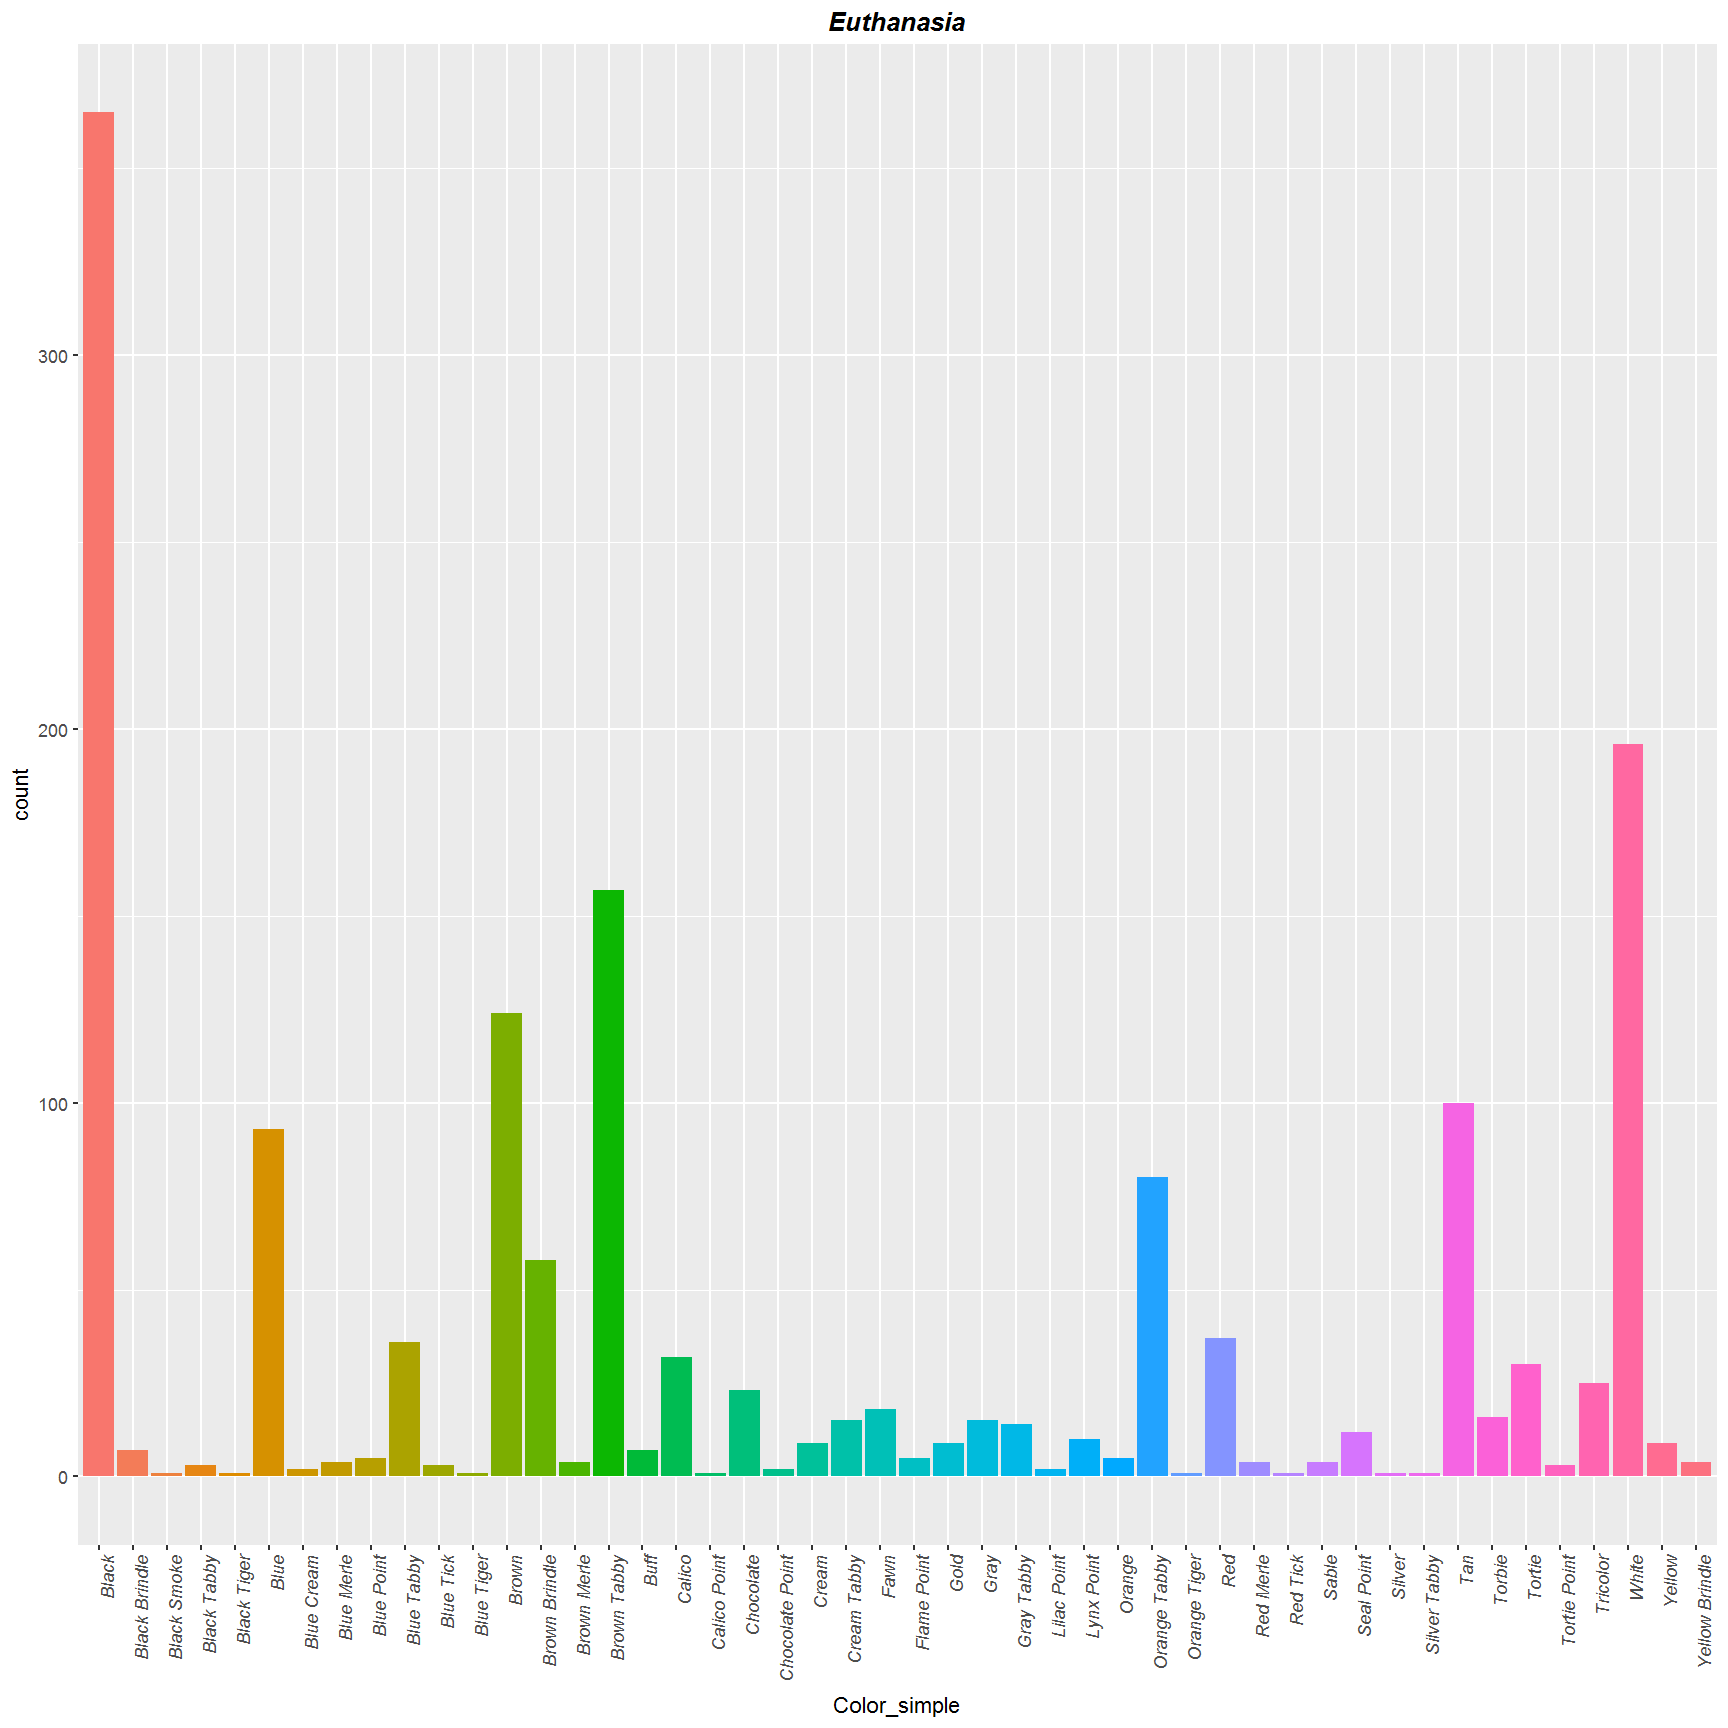 Euthanasia
count
300
200
100
0
Black
Black Brindle
Black Smoke
Black Tabby
Black Tiger
Blue
Blue Cream
Blue Merle
Blue Point
Blue Tabby
Blue Tick
Blue Tiger
Brown
Brown Brindle
Brown Merle
Brown Tabby
Buff
Calico
Calico Point
Chocolate
Chocolate Point
Cream
Cream Tabby
Fawn
Flame Point
Gold
Gray
Gray Tabby
Lilac Point
Lynx Point
Orange
Orange Tabby
Orange Tiger
Red
Red Merle
Red Tick
Sable
Seal Point
Silver
Silver Tabby
Tan
Torbie
Tortie
Tortie Point
Tricolor
White
Yellow
Yellow Brindle
Color_simple